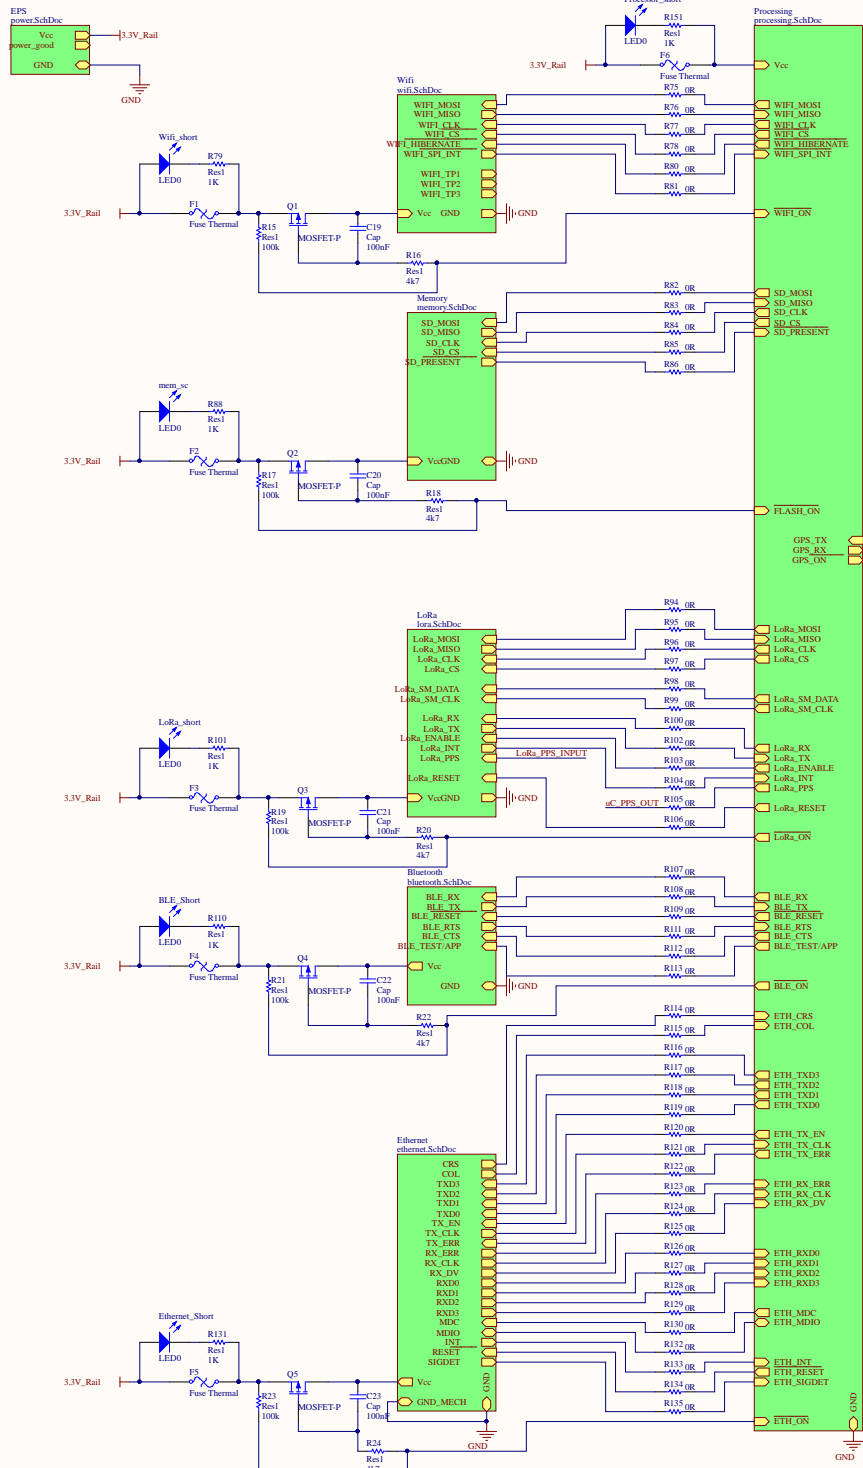 EPS
power.SchDoc
Vcc
power_good
GND
3.3V_Rail
GND
R151
Res1
1K
LED0
3.3V_Rail
F6
Fuse Thermal
Processing
processing.SchDoc
Vcc
WIFI_MOSI
WIFI_MISO
WIFI_CLK
WIFI_CS
WIFI_HIBERNATE
WIFI_SPI_INT
WIFI_ON
SD_MOSI
SD_MISO
SD_CLK
SD_CS
SD_PRESENT
FLASH_ON
GPS_TX
GPS_RX
GPS_ON
LoRa_MOSI
LoRa_MISO
LoRa_CLK
LoRa_CS
LoRa_SM_DATA
LoRa_SM_CLK
LoRa_RX
LoRa_TX
LoRa_ENABLE
LoRa_INT
LoRa_PPS
LoRa_RESET
LoRa_ON
BLE_RX
BLE_TX
BLE_RESET
BLE_RTS
BLE_CTS
BLE_TEST/APP
BLE_ON
ETH_CRS
ETH_COL
ETH_TXD3
ETH_TXD2
ETH_TXD1
ETH_TXD0
ETH_TX_EN
ETH_TX_CLK
ETH_TX_ERR
ETH_RX_ERR
ETH_RX_CLK
ETH_RX_DV
ETH_RXD0
ETH_RXD1
ETH_RXD2
ETH_RXD3
ETH_MDC
ETH_MDIO
ETH_INT
ETH_RESET
ETH_SIGDET
ETH_ON
GND
GND
Wifi
wifi.SchDoc
WIFI_MOSI
WIFI_MISO
WIFI_CLK
WIFI_CS
WIFI_HIBERNATE
WIFI_SPI_INT
WIFI_TP1
WIFI_TP2
WIFI_TP3
Vcc GND
GND
R75 0R
R76 0R
R77 0R
R78 0R
R80 0R
R81 0R
Wifi_short
R79
Res1
1K
LED0
3.3V_Rail
F1
Fuse Thermal
R15
Res1
100k
Q1
MOSFET-P
C19
Cap
100nF
R16
Res1
4k7
Memory
memory.SchDoc
SD_MOSI
SD_MISO
SD_CLK
SD_CS
SD_PRESENT
Vcc GND
GND
R82 0R
R83 0R
R84 0R
R85 0R
R86 0R
mem_sc
R88
Res1
1K
LED0
3.3V_Rail
F2
Fuse Thermal
R17
Res1
100k
Q2
MOSFET-P
C20
Cap
100nF
R18
Res1
4k7
LoRa
lora.SchDoc
LoRa_MOSI
LoRa_MISO
LoRa_CLK
LoRa_CS
LoRa_SM_DATA
LoRa_SM_CLK
LoRa_RX
LoRa_TX
LoRa_ENABLE
LoRa_INT
LoRa_PPS
LoRa_RESET
Vcc GND
GND
LoRa_PPS_INPUT
uC_PPS_OUT
R94 0R
R95 0R
R96 0R
R97 0R
R98 0R
R99 0R
R100 0R
R102 0R
R103 0R
R104 0R
R105 0R
R106 0R
LoRa_short
R101
Res1
1K
LED0
3.3V_Rail
F3
Fuse Thermal
R19
Res1
100k
Q3
MOSFET-P
C21
Cap
100nF
R20
Res1
4k7
Bluetooth
bluetooth.SchDoc
BLE_RX
BLE_TX
BLE_RESET
BLE_RTS
BLE_CTS
BLE_TEST/APP
Vcc
GND
GND
R107 0R
R108 0R
R109 0R
R111 0R
R112 0R
R113 0R
BLE_Short
R110
Res1
1K
LED0
3.3V_Rail
F4
Fuse Thermal
R21
Res1
100k
Q4
MOSFET-P
C22
Cap
100nF
R22
Res1
4k7
Ethernet
ethernet.SchDoc
CRS
COL
TXD3
TXD2
TXD1
TXD0
TX_EN
TX_CLK
TX_ERR
RX_ERR
RX_CLK
RX_DV
RXD0
RXD1
RXD2
RXD3
MDC
MDIO
INT
RESET
SIGDET
Vcc
GND_MECH
GND
GND
R114 0R
R115 0R
R116 0R
R117 0R
R118 0R
R119 0R
R120 0R
R121 0R
R122 0R
R123 0R
R124 0R
R125 0R
R126 0R
R127 0R
R128 0R
R129 0R
R130 0R
R132 0R
R133 0R
R134 0R
R135 0R
Ethernet_Short
R131
Res1
1K
LED0
3.3V_Rail
F5
Fuse Thermal
R23
Res1
100k
Q5
MOSFET-P
C23
Cap
100nF
R24
Res1